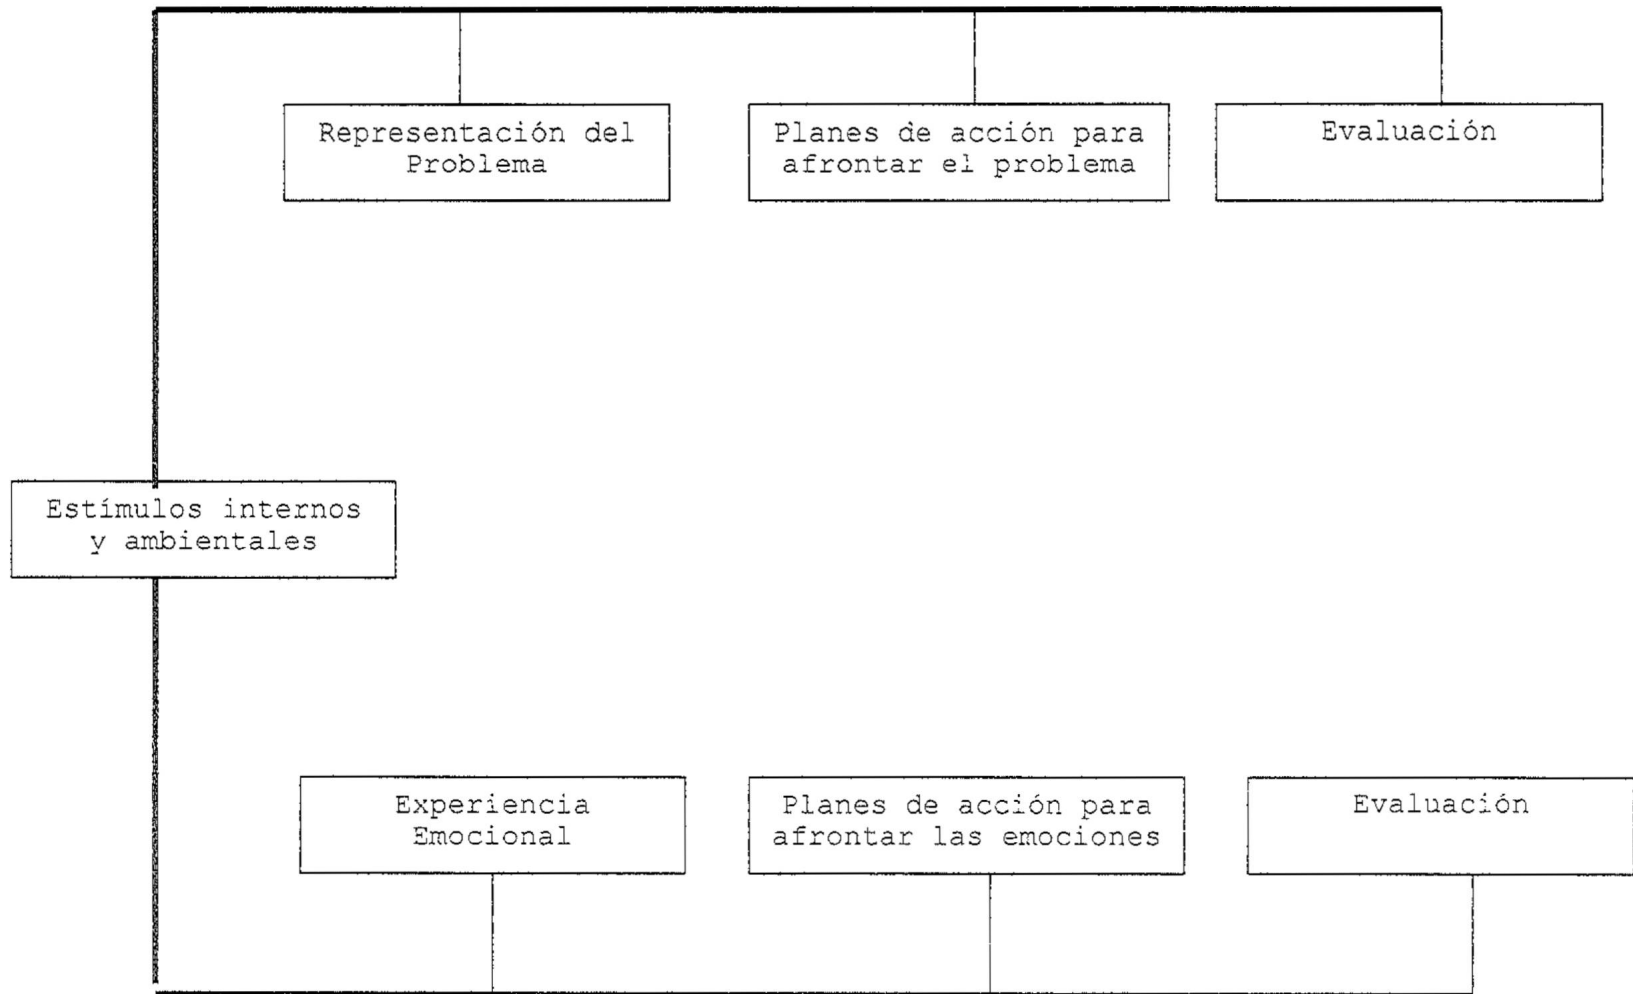 Representación del
Problema
Planes de acción para
afrontar el problema
Evaluación
Estímulos internos
y ambientales
Experiencia
Emocional
Planes de acción para
afrontar las emociones
Evaluación